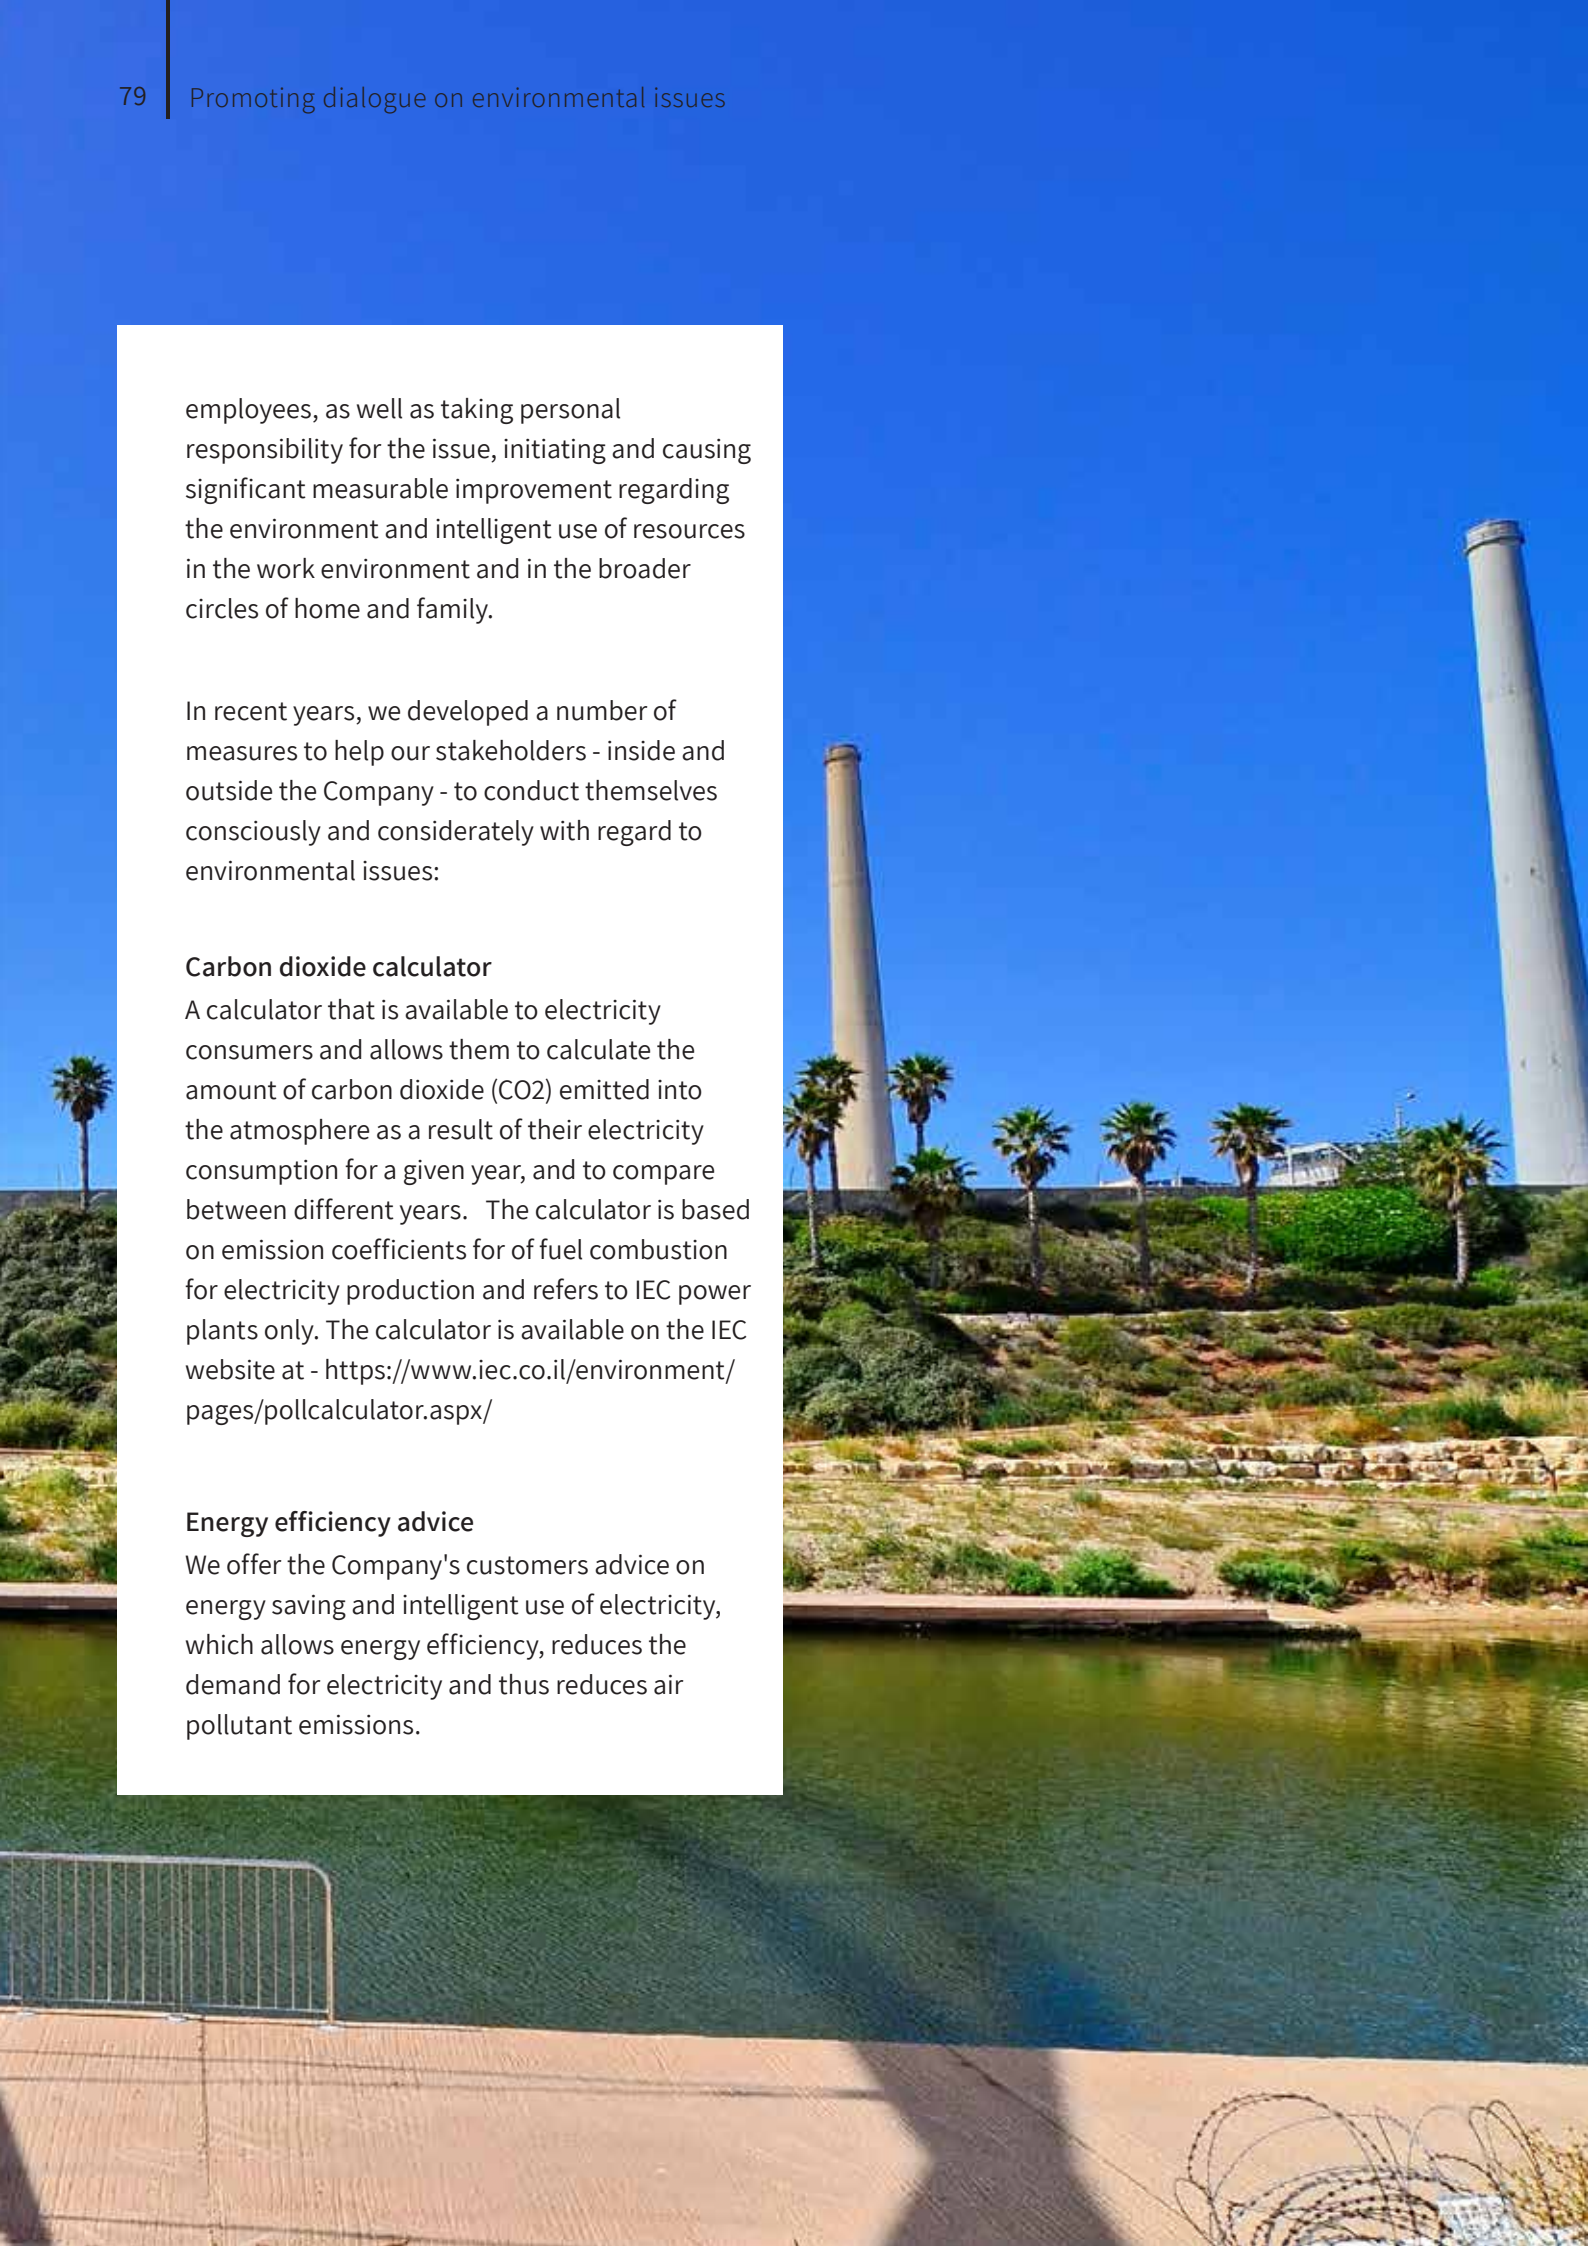 79
Promoting dialogue on environmental issues
employees, as well as taking personal
responsibility for the issue, initiating and causing
significant measurable improvement regarding
the environment and intelligent use of resources
in the work environment and in the broader
circles of home and family.
In recent years, we developed a number of
measures to help our stakeholders - inside and
outside the Company - to conduct themselves
consciously and considerately with regard to
environmental issues:
Carbon dioxide calculator
A calculator that is available to electricity
consumers and allows them to calculate the
amount of carbon dioxide (CO2) emitted into
the atmosphere as a result of their electricity
consumption for a given year, and to compare
between different years.   The calculator is based
on emission coefficients for of fuel combustion
for electricity production and refers to IEC power
plants only. The calculator is available on the IEC
website at - https://www.iec.co.il/environment/
pages/pollcalculator.aspx/
Energy efficiency advice
We offer the Company's customers advice on
energy saving and intelligent use of electricity,
which allows energy efficiency, reduces the
demand for electricity and thus reduces air
pollutant emissions.